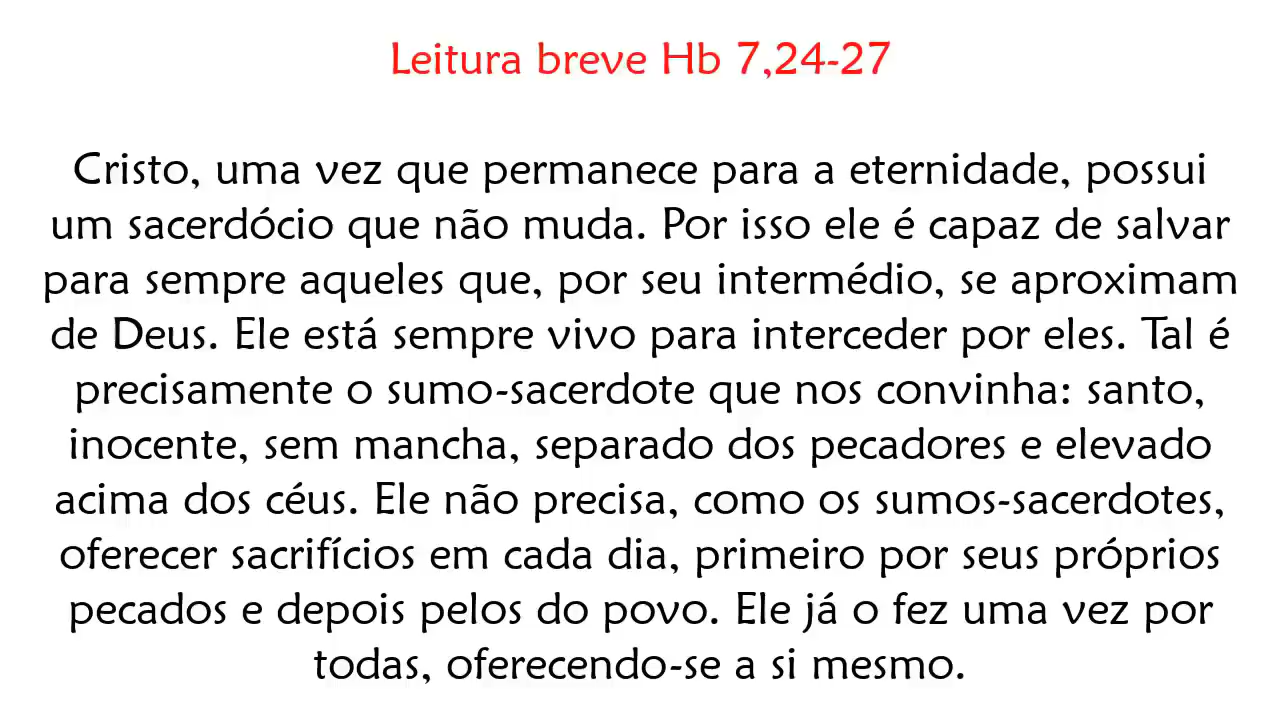 Leitura breve Hb 7,24-27
Cristo, uma vez que permanece para a eternidade, possui
um sacerdócio que não muda. Por isso ele é capaz de salvar
para sempre aqueles que, por seu intermédio, se aproximam
de Deus. Ele está sempre vivo para interceder por eles. Tal é
precisamente o sumo-sacerdote que nos convinha: santo,
inocente, sem mancha, separado dos pecadores e elevado
acima dos céus. Ele não precisa, como os sumos-sacerdotes,
oferecer sacrifícios em cada dia, primeiro por seus próprios
pecados e depois pelos do povo. Ele já o fez uma vez por
todas, oferecendo-se a si mesmo.